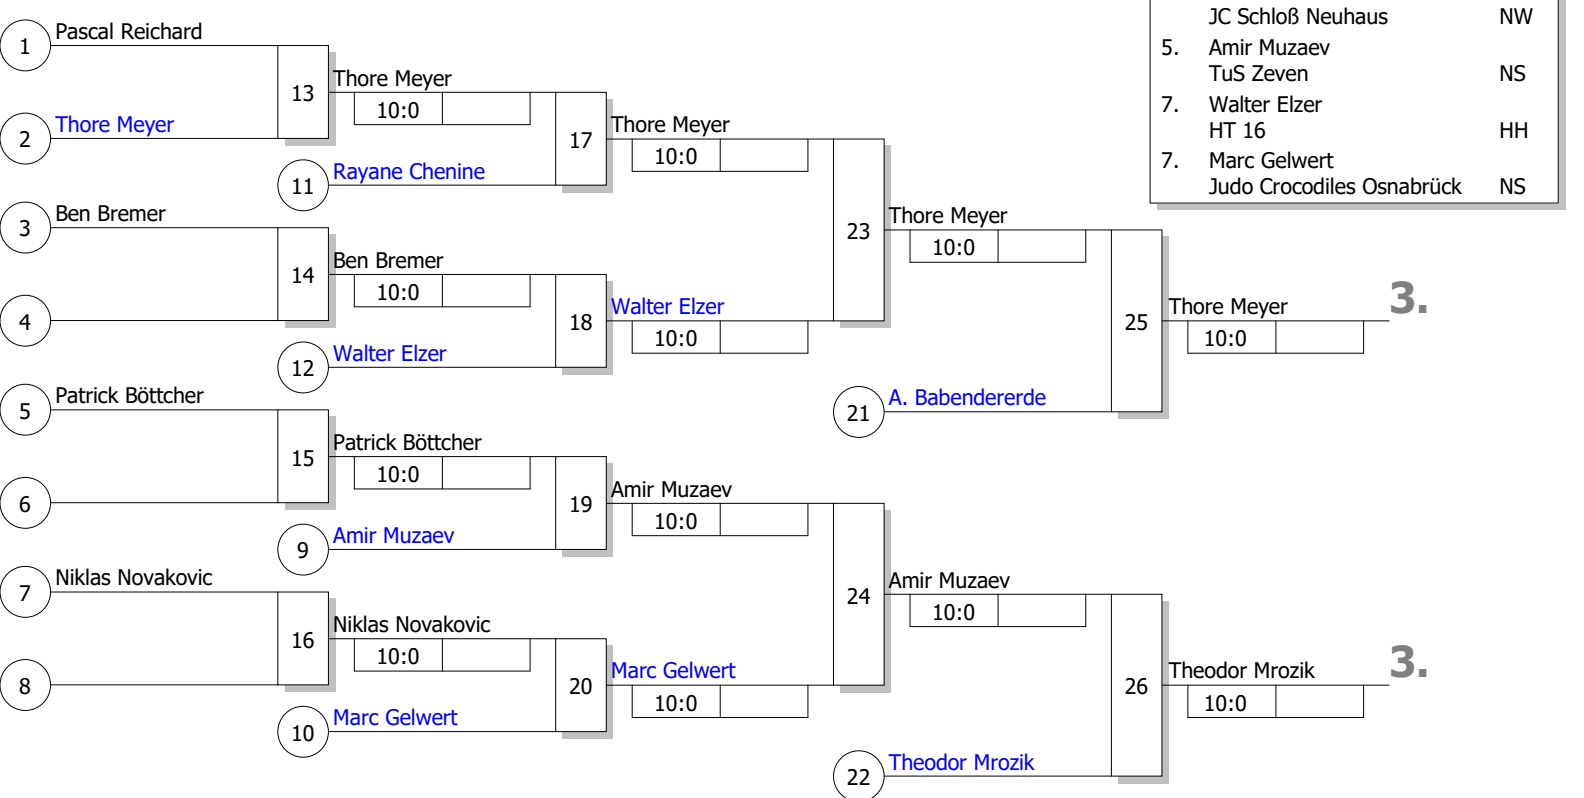 JC Schloß Neuhaus NW
5. Amir Muzaev
TuS Zeven NS
7. Walter Elzer
HT 16 HH
7. Marc Gelwert
Judo Crocodiles Osnabrück NS
1 Pascal Reichard
13 Thore Meyer
10:0
2 Thore Meyer
17 Thore Meyer
10:0
11 Rayane Chenine
3 Ben Bremer
23 Thore Meyer
10:0
14 Ben Bremer
10:0
4
18 Walter Elzer
10:0
12 Walter Elzer
25 Thore Meyer 3.
10:0
5 Patrick Böttcher
21 A. Babendererde
15 Patrick Böttcher
10:0
6
19 Amir Muzaev
10:0
9 Amir Muzaev
7 Niklas Novakovic
24 Amir Muzaev
10:0
16 Niklas Novakovic
10:0
8
20 Marc Gelwert
10:0
10 Marc Gelwert
26 Theodor Mrozik 3.
10:0
22 Theodor Mrozik